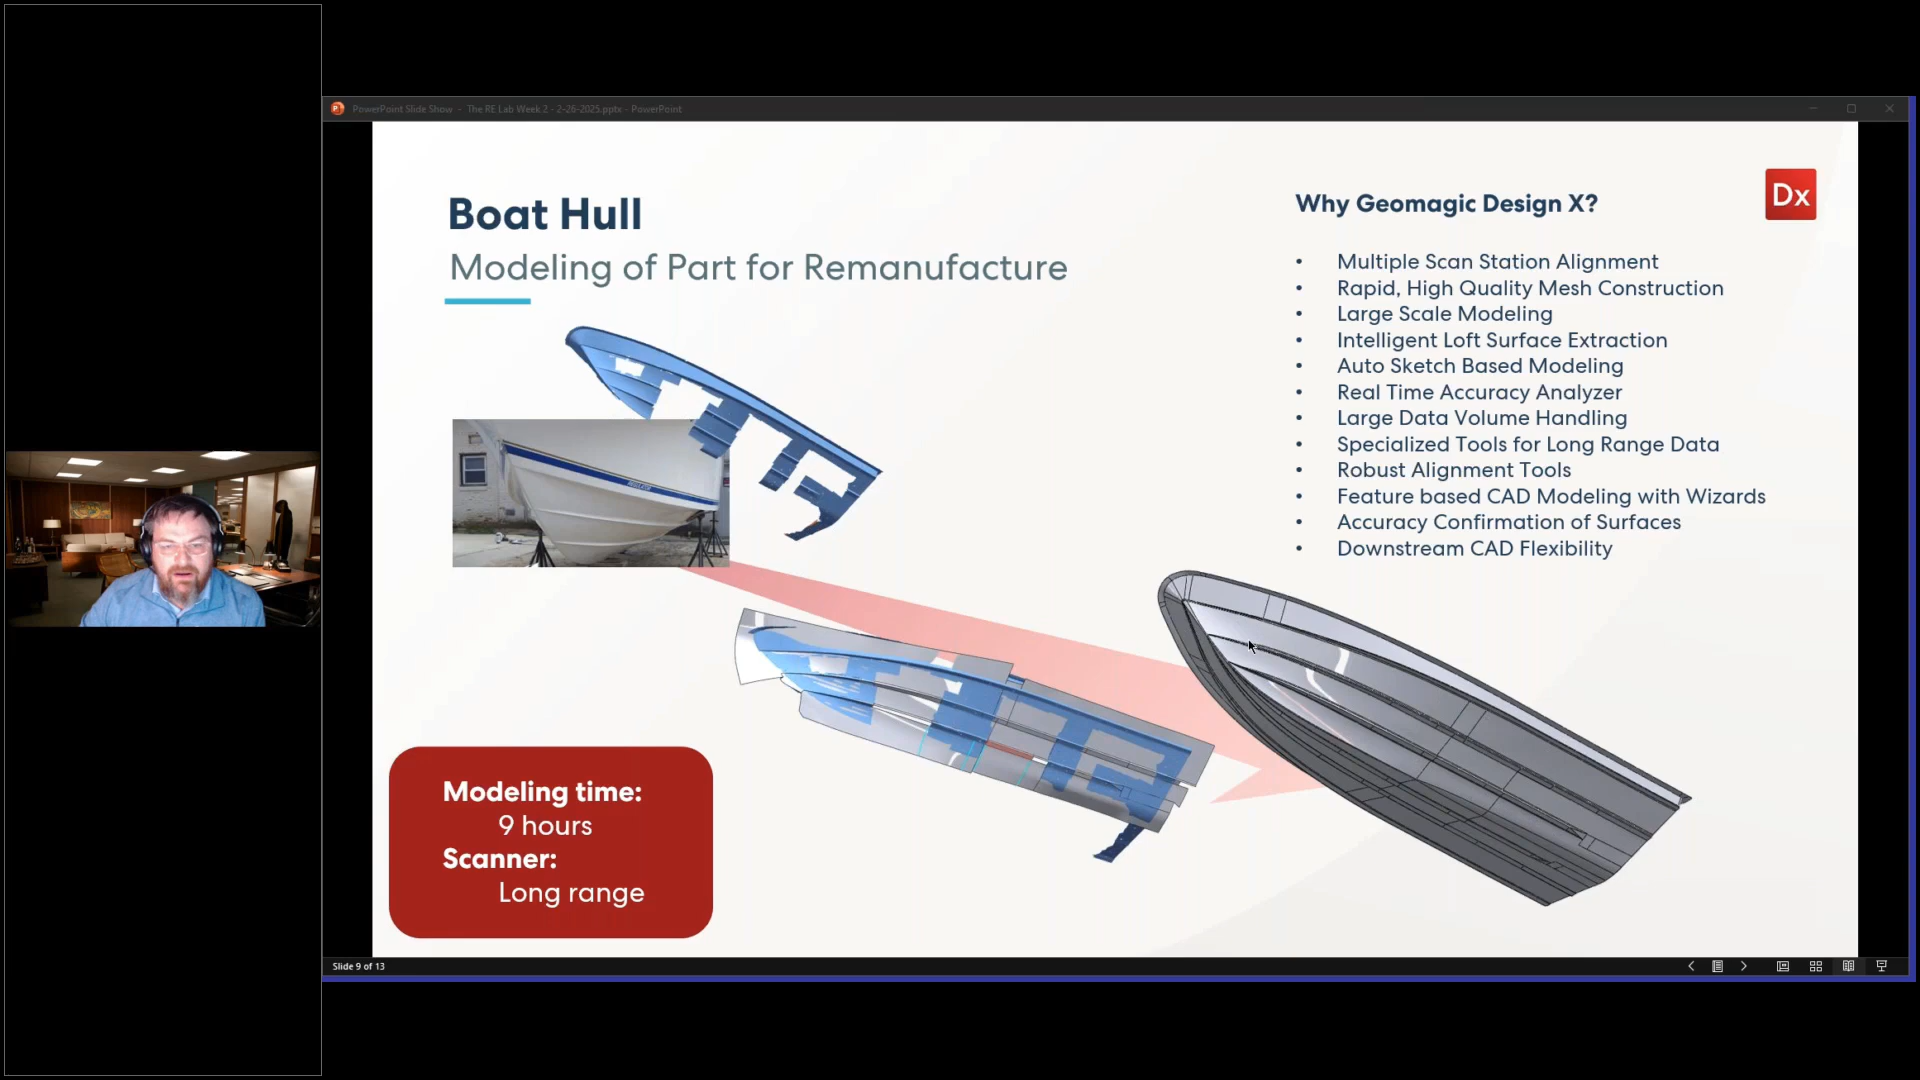 PowerPoint Slide Show - The RE Lab Week 2 - 2-26-2025.pptx - PowerPoint
Boat Hull
Modeling of Part for Remanufacture
Why Geomagic Design X?
Dx
• Multiple Scan Station Alignment
• Rapid, High Quality Mesh Construction
• Large Scale Modeling
• Intelligent Loft Surface Extraction
• Auto Sketch Based Modeling
• Real Time Accuracy Analyzer
• Large Data Volume Handling
• Specialized Tools for Long Range Data
• Robust Alignment Tools
• Feature based CAD Modeling with Wizards
• Accuracy Confirmation of Surfaces
• Downstream CAD Flexibility
Modeling time:
9 hours
Scanner:
Long range
Slide 9 of 13